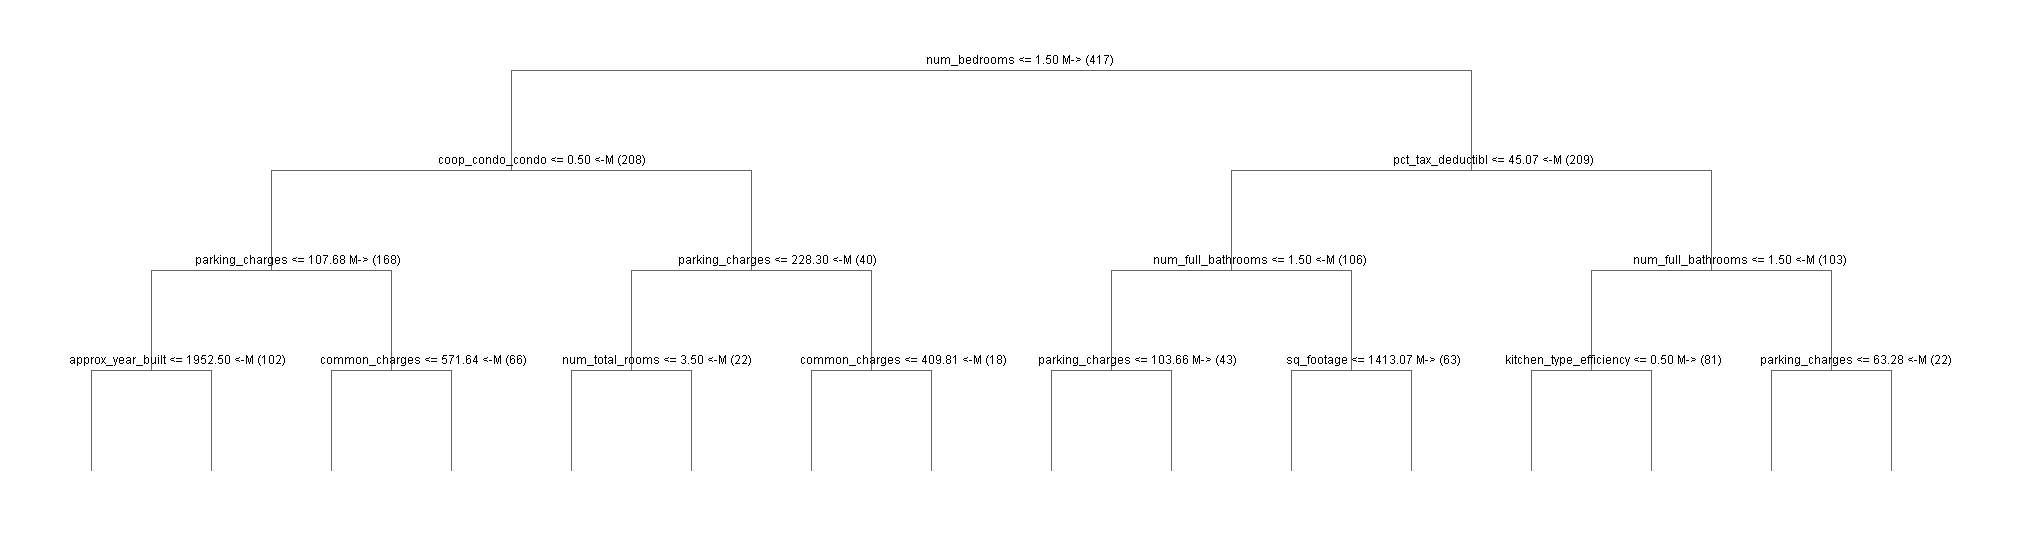 num_bedrooms <= 1.50 M-> (417)
coop_condo_condo <= 0.50 <-M (208)
pct_tax_deductibl <= 45.07 <-M (209)
parking_charges <= 107.68 M-> (168)
parking_charges <= 228.30 <-M (40)
num_full_bathrooms <= 1.50 <-M (106)
num_full_bathrooms <= 1.50 <-M (103)
approx_year_built <= 1952.50 <-M (102)
common_charges <= 571.64 <-M (66)
num_total_rooms <= 3.50 <-M (22)
common_charges <= 409.81 <-M (18)
parking_charges <= 103.66 M-> (43)
sq_footage <= 1413.07 M-> (63)
kitchen_type_efficiency <= 0.50 M-> (81)
parking_charges <= 63.28 <-M (22)